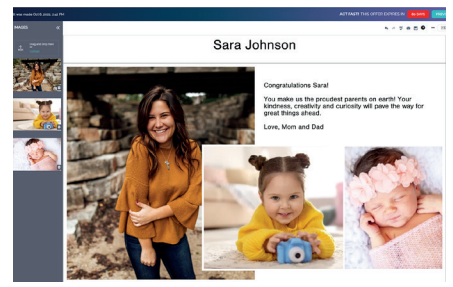 ACT FAST! THIS OFFER EXPIRES IN
IMAGES
Sara Johnson
Congratulations Sara!
You make us the proudest parents on earth! Your
kindness, creativity and curiosity will pave the way for
great things ahead.
Love, Mom and Dad